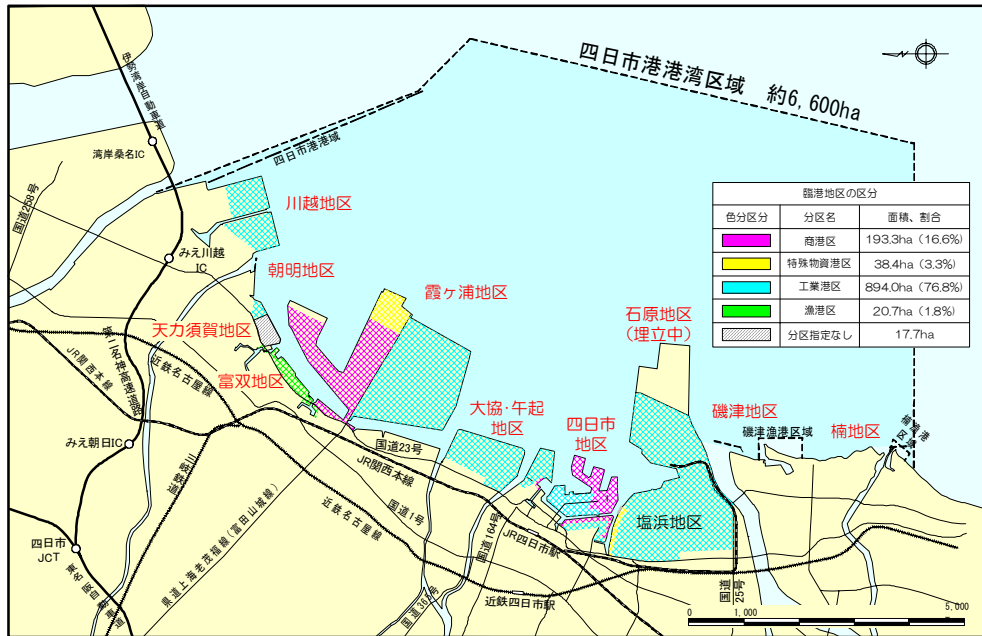 四日市港港湾区域 約6,600ha
伊勢湾岸自動車道
湾岸桑名IC
四日市港港域
国道258号
川越地区
みえ川越
IC
朝明地区
霞ヶ浦地区
石原地区
(埋立中)
天力須賀地区
富双地区
第二名神高速道路
近鉄名古屋線
JR関西本線
大協・午起
地区
四日市
地区
磯津地区
磯津漁港区域
楠地区
みえ朝日IC
国道23号
JR関西本線
三岐鉄道
国道1号
近鉄名古屋線
国道164号
JR四日市駅
塩浜地区
四日市
JCT
東名阪自動車道
県道上海老茂福線(富田山城線)
近鉄四日市駅
国道
25号
臨港地区の区分
色分区分 分区名 面積、割合
商港区 193.3ha (16.6%)
特殊物資港区 38.4ha (3.3%)
工業港区 894.0ha (76.8%)
漁港区 20.7ha (1.8%)
分区指定なし 17.7ha
0 1,000 5,000